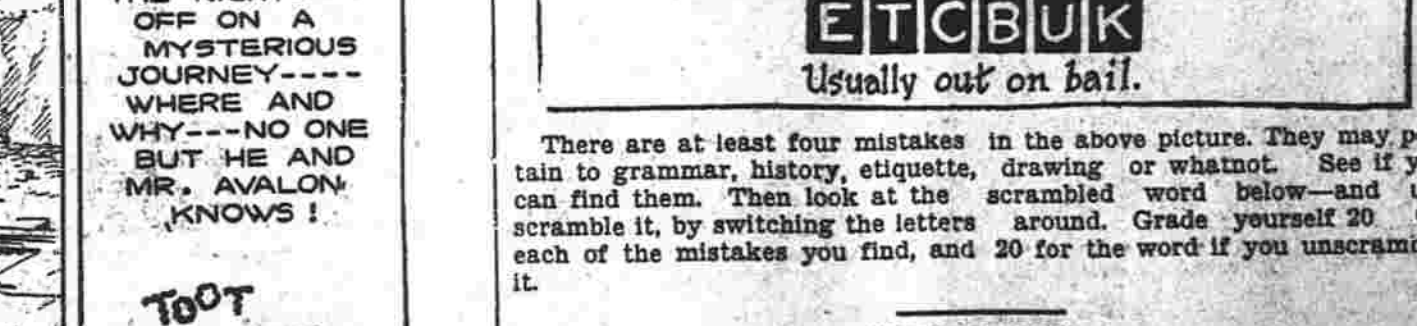 OFF ON A
MYSTERIOUS
JOURNEY----
WHERE AND
WHY---NO ONE
BUT HE AND
MR. AVALON
KNOWS!
TOOT
ETCBUK
Usually out on bail.
There are at least four mistakes in the above picture. They may
tain to grammar, history, etiquette, drawing or whatnot. See if
can find them. Then look at the scrambled word below—and
scramble it, by switching the letters around. Grade yourself 20
each of the mistakes you find, and 20 for the word if you
it.